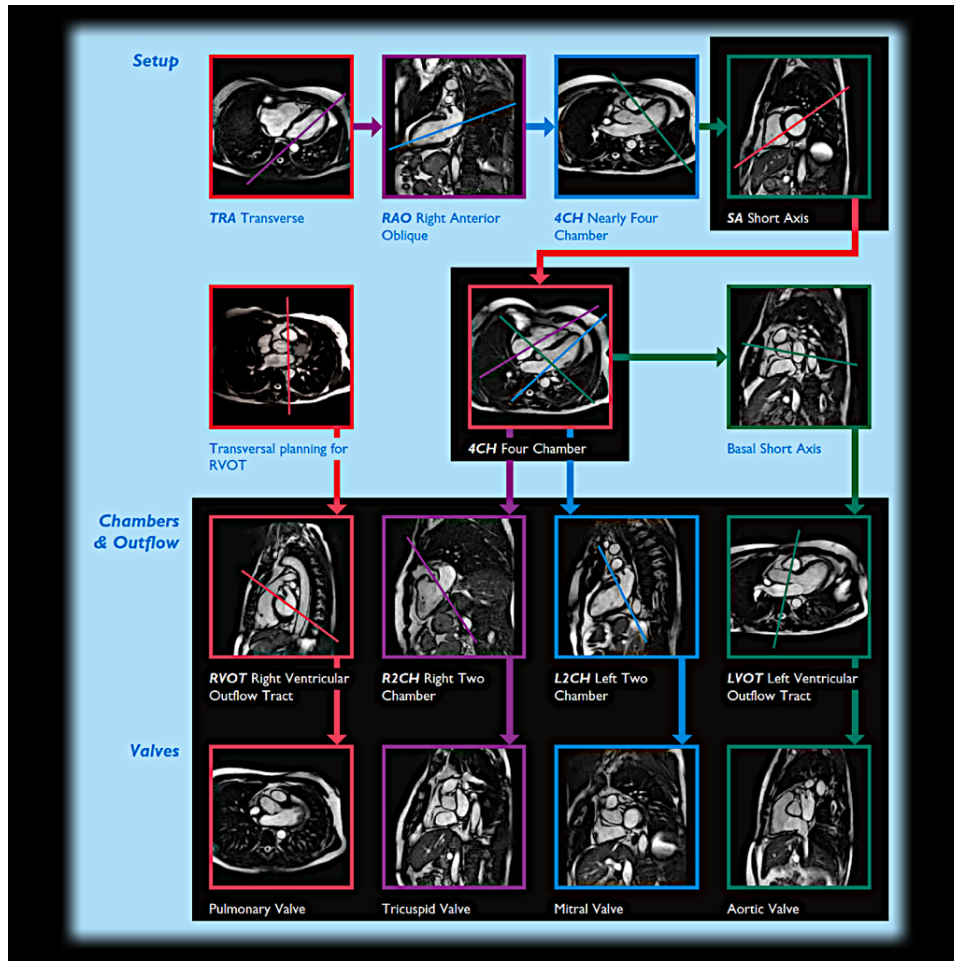 Setup
TRA Transverse
RAO Right Anterior
Oblique
4CH Nearly Four
Chamber
SA Short Axis
Transversal planning for
RVOT
4CH Four Chamber
Basal Short Axis
Chambers
& Outflow
RVOT Right Ventricular
Outflow Tract
R2CH Right Two
Chamber
L2CH Left Two
Chamber
LVOT Left Ventricular
Outflow Tract
Valves
Pulmonary Valve
Tricuspid Valve
Mitral Valve
Aortic Valve